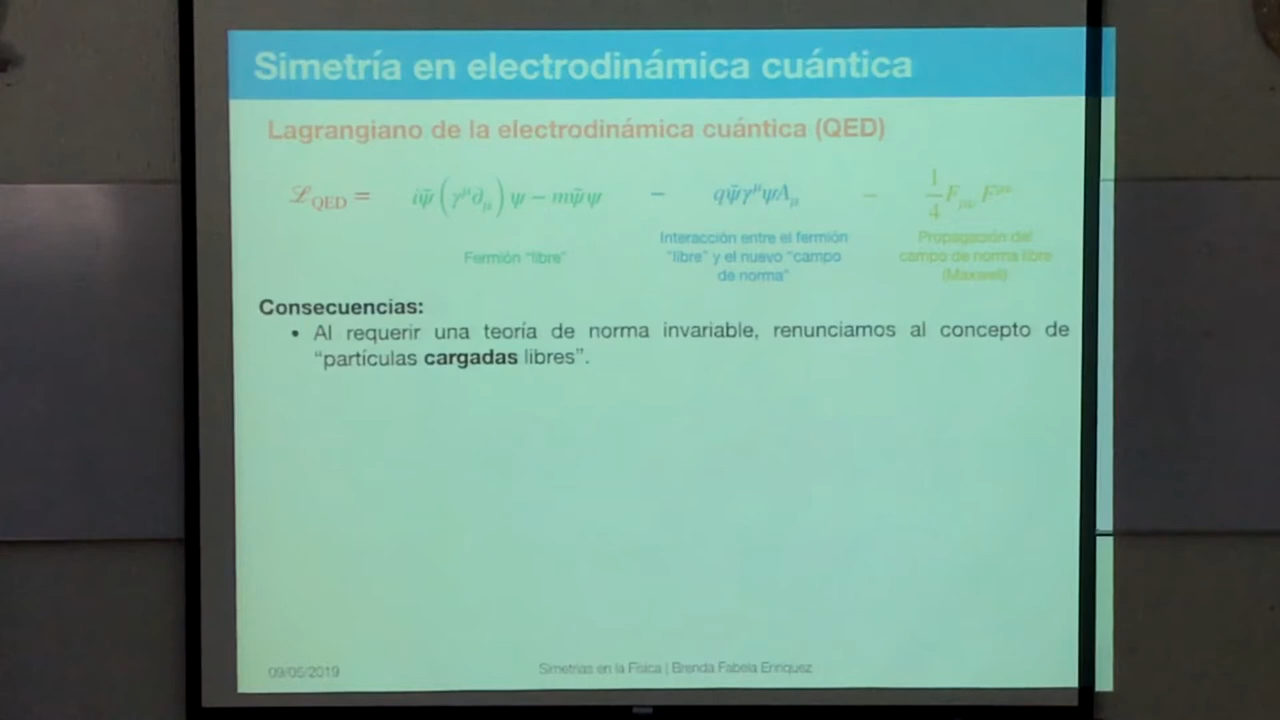 Simetría en electrodinámica cuántica
Lagrangiano de la electrodinámica cuántica (QED)
ℒ_QED = iψ̄ (γ^μ ∂_μ) ψ − mψ̄ψ − qψ̄γ^μψA_μ − 1/4 F_μν F^μν
Fermión "libre"
Interacción entre el fermión
"libre" y el nuevo "campo
de norma"
Propagación del
campo de norma libre
(Maxwell)
Consecuencias:
• Al requerir una teoría de norma invariable, renunciamos al concepto de
"partículas cargadas libres".
09/05/2019
Simetrías en la Física | Brenda Fabela Enriquez